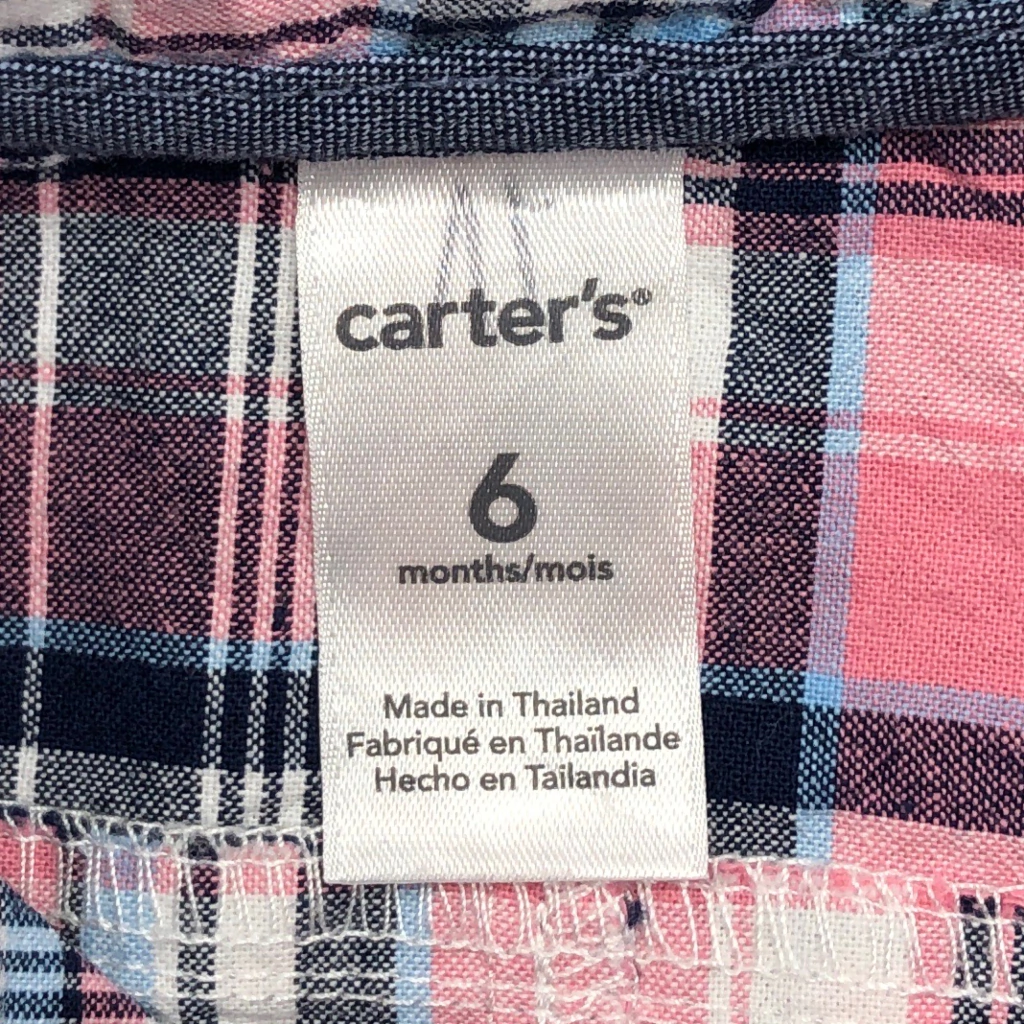 carter's®
6
months/mois
Made in Thailand
Fabriqué en Thaïlande
Hecho en Tailandia